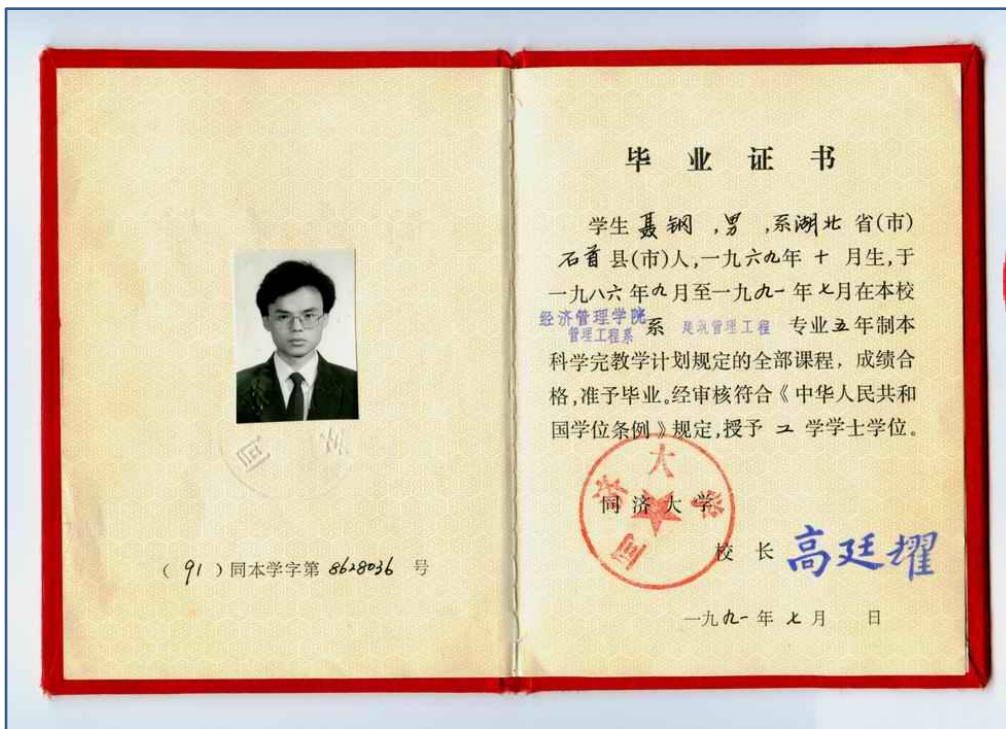 （91）同本学字第 8628036 号
毕业证书
学生 聂钢 ，男 ，系湖北 省(市)
石首 县(市)人，一九六九年 十 月生，于
一九八六 年九月至一九九一 年 七月在本校
经济管理学院
管理工程系 系 建筑管理工程 专业五年制本
科学完教学计划规定的全部课程，成绩合
格，准予毕业。经审核符合《中华人民共和
国学位条例》规定，授予 工 学学士学位。
同济大学
同济大学
校长 高廷耀
一九九一 年 七 月 日